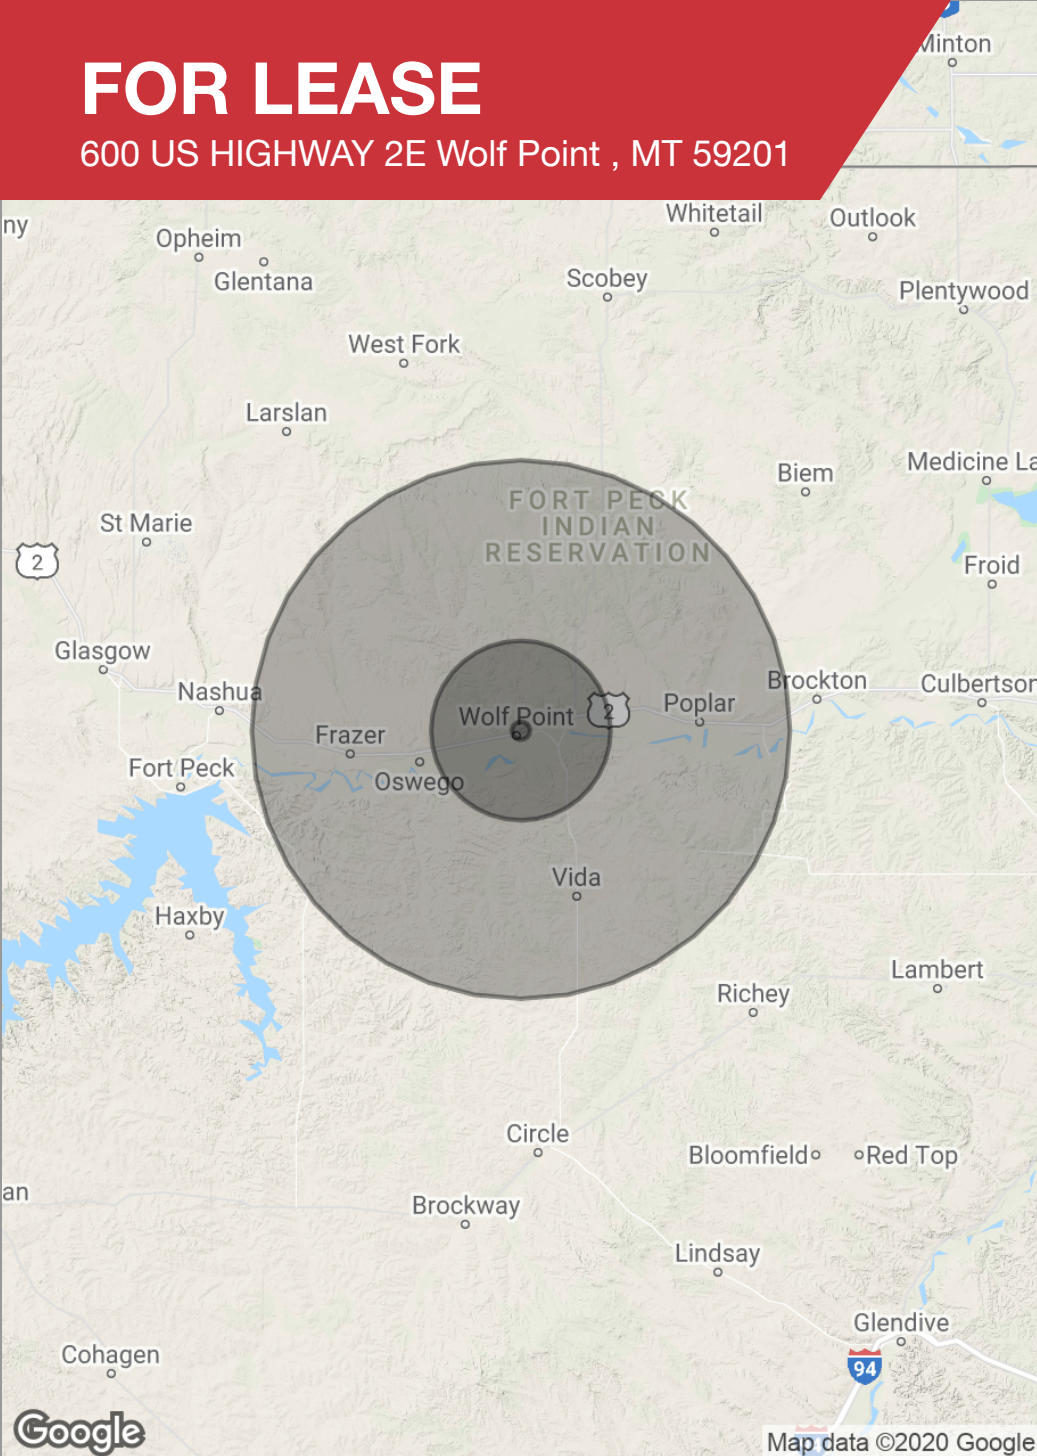 FOR LEASE
600 US HIGHWAY 2E Wolf Point , MT 59201
Minton
Whitetail
Outlook
ny
Opheim
Glentana
Scobey
Plentywood
West Fork
Larslan
Biem
Medicine La
FORT PECK
INDIAN
RESERVATION
St Marie
2
Froid
Glasgow
Nashua
Brockton
Culbertson
Poplar
2
Wolf Point
Frazer
Oswego
Fort Peck
Vida
Haxby
Lambert
Richey
Circle
Bloomfield
Red Top
an
Brockway
Lindsay
Glendive
94
Cohagen
Google
Map data ©2020 Google